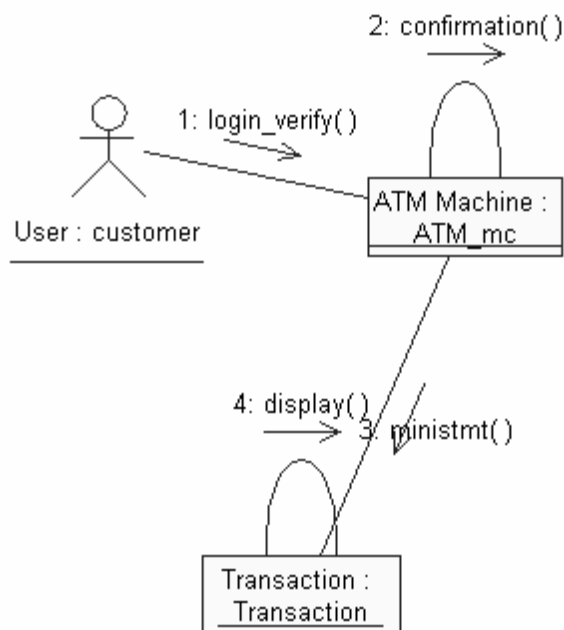 2: confirmation( )
1: login_verify( )
ATM Machine :
ATM_mc
User : customer
4: display( )
3: ministmt( )
Transaction :
Transaction